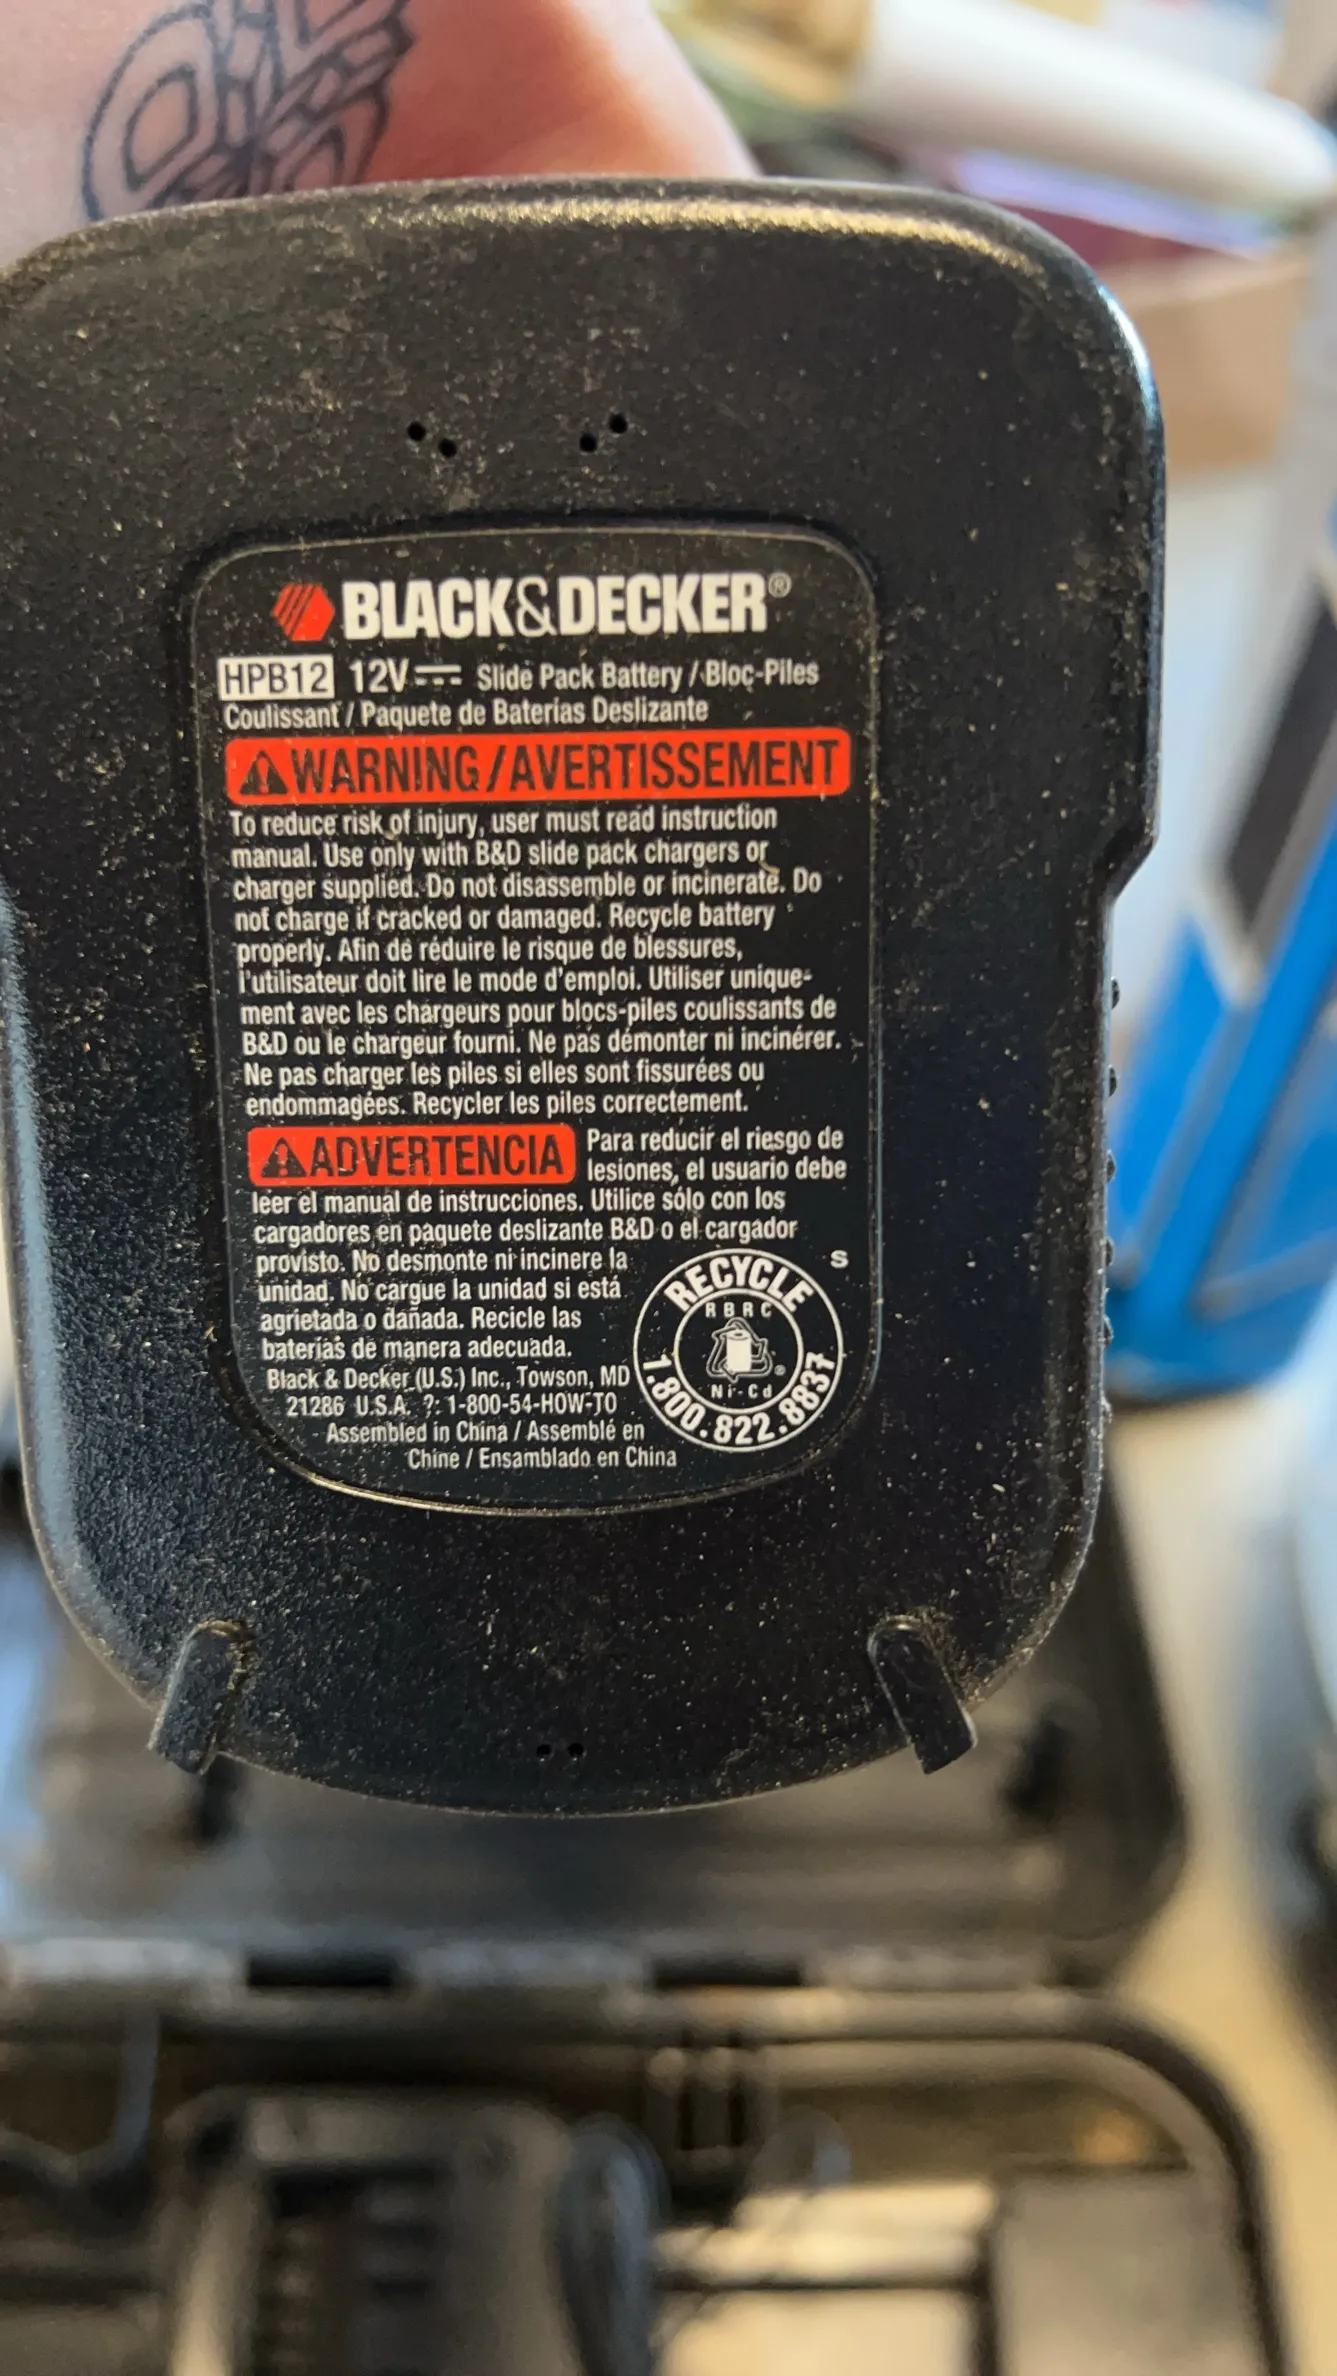 BLACK&DECKER®
HPB12 12V Slide Pack Battery / Bloc-Piles
Coulissant / Paquete de Baterias Deslizante
WARNING/AVERTISSEMENT
To reduce risk of injury, user must read instruction
manual. Use only with B&D slide pack chargers or
charger supplied. Do not disassemble or incinerate. Do
not charge if cracked or damaged. Recycle battery
properly. Afin de réduire le risque de blessures,
l'utilisateur doit lire le mode d'emploi. Utiliser unique-
ment avec les chargeurs pour blocs-piles coulissants de
B&D ou le chargeur fourni. Ne pas démonter ni incinérer.
Ne pas charger les piles si elles sont fissurées ou
endommagées. Recycler les piles correctement.
ADVERTENCIA Para reducir el riesgo de
lesiones, el usuario debe
leer el manual de instrucciones. Utilice sólo con los
cargadores en paquete deslizante B&D o el cargador
provisto. No desmonte ni incinere la
unidad. No cargue la unidad si está
agrietada o dañada. Recicle las
baterías de manera adecuada.
Black & Decker (U.S.) Inc., Towson, MD
21286 U.S.A. ?: 1-800-54-HOW-TO
Assembled in China / Assemblé en
Chine / Ensamblado en China
S
RECYCLE
RBRC
®
Ni-Cd
1.800.822.8837